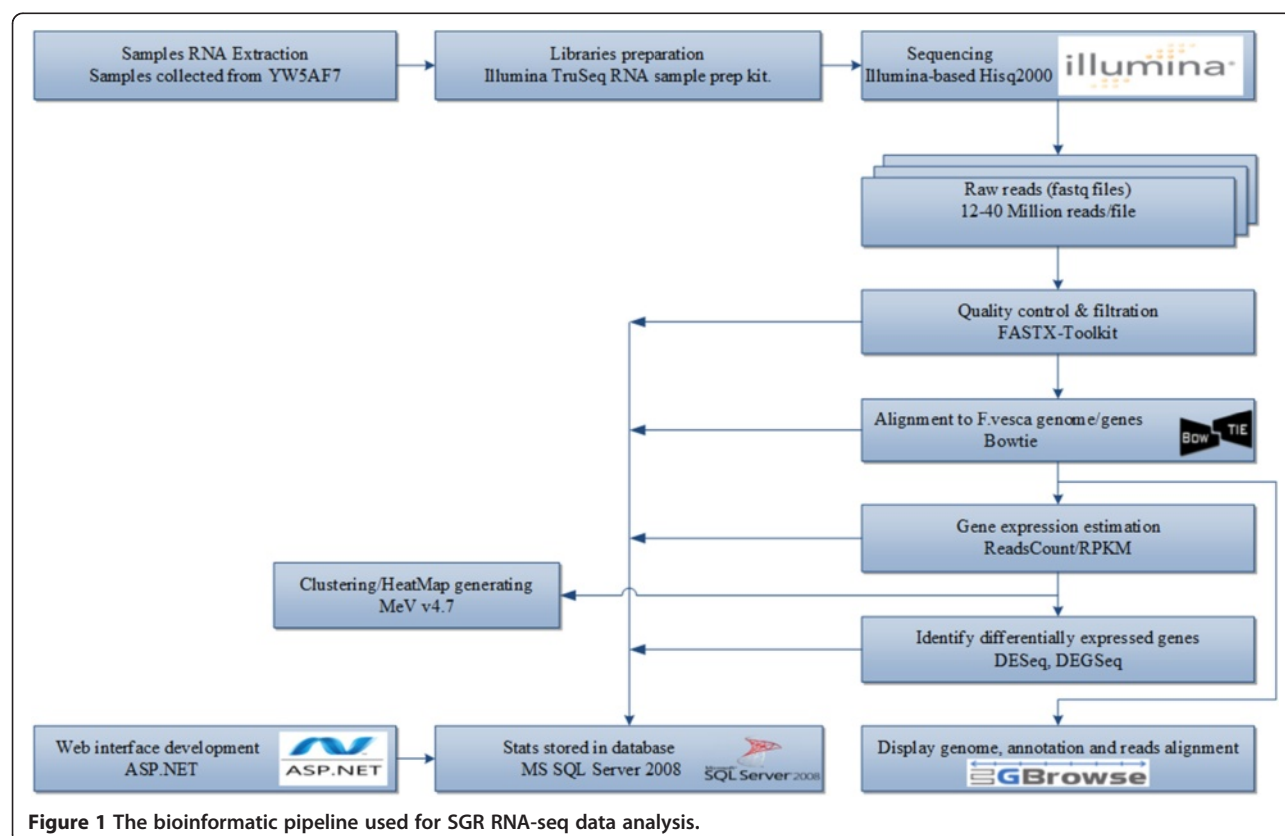 Samples RNA Extraction
Samples collected from YW5AF7
Libraries preparation
Illumina TruSeq RNA sample prep kit.
Sequencing
Illumina-based Hisq2000
illumina®
Raw reads (fastq files)
12-40 Million reads/file
Quality control & filtration
FASTX-Toolkit
Alignment to F.vesca genome/genes
Bowtie
BOW TIE
Gene expression estimation
ReadsCount/RPKM
Clustering/HeatMap generating
MeV v4.7
Identify differentially expressed genes
DESeq, DEGSeq
Web interface development
ASP.NET
ASP.NET
Stats stored in database
MS SQL Server 2008
Microsoft
SQL Server 2008
Display genome, annotation and reads alignment
GBrowse
Figure 1 The bioinformatic pipeline used for SGR RNA-seq data analysis.